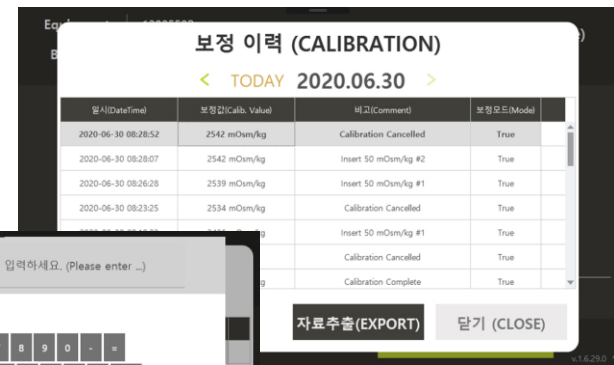 보정 이력 (CALIBRATION)
< TODAY 2020.06.30 >
일시(DateTime) 보정값(Calib. Value) 비고(Comment) 보정모드(Mode)
2020-06-30 08:28:52 2542 mOsm/kg Calibration Cancelled True
2020-06-30 08:28:07 2542 mOsm/kg Insert 50 mOsm/kg #2 True
2020-06-30 08:26:28 2539 mOsm/kg Insert 50 mOsm/kg #1 True
2020-06-30 08:23:25 2534 mOsm/kg Calibration Cancelled True
Insert 50 mOsm/kg #1 True
Calibration Cancelled True
Calibration Complete True
입력하세요. (Please enter ...)
8 9 0 - =
자료추출(EXPORT) 닫기 (CLOSE)
v.1.6.29.0